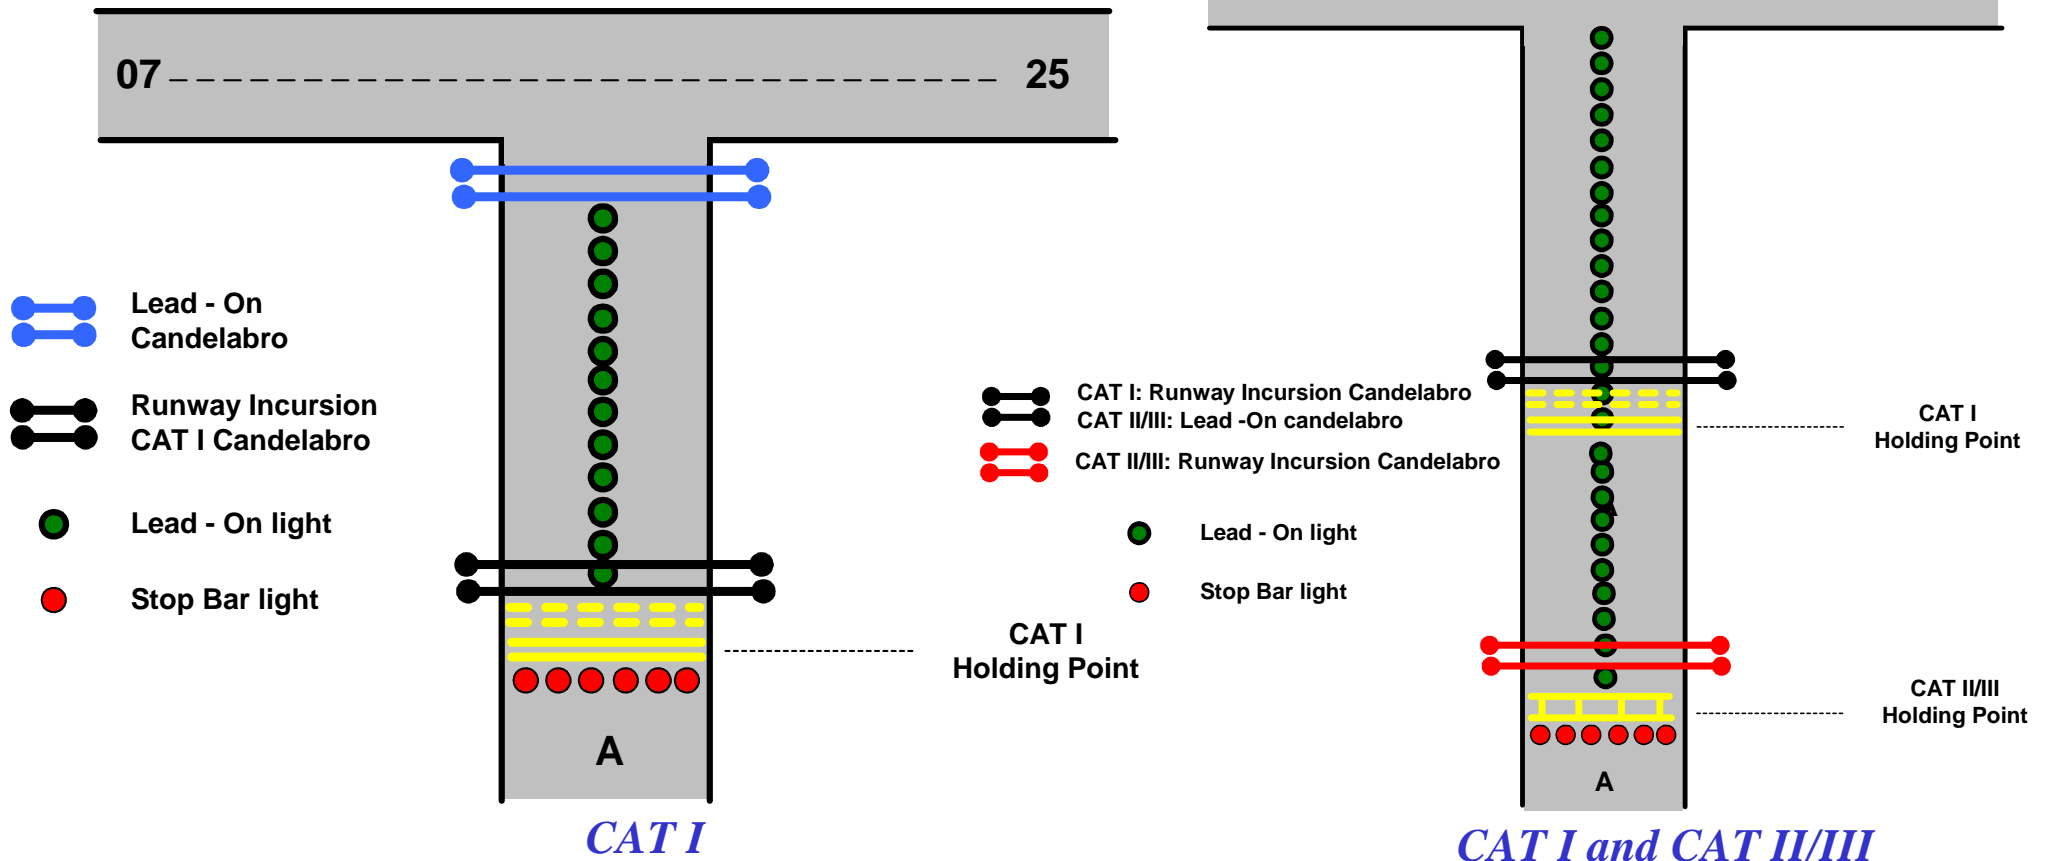 07
25
Lead - On
Candelabro
Runway Incursion
CAT I Candelabro
Lead - On light
Stop Bar light
CAT I
Holding Point
A
CAT I
CAT I: Runway Incursion Candelabro
CAT II/III: Lead -On candelabro
CAT II/III: Runway Incursion Candelabro
Lead - On light
Stop Bar light
CAT I
Holding Point
A
CAT II/III
Holding Point
A
CAT I and CAT II/III